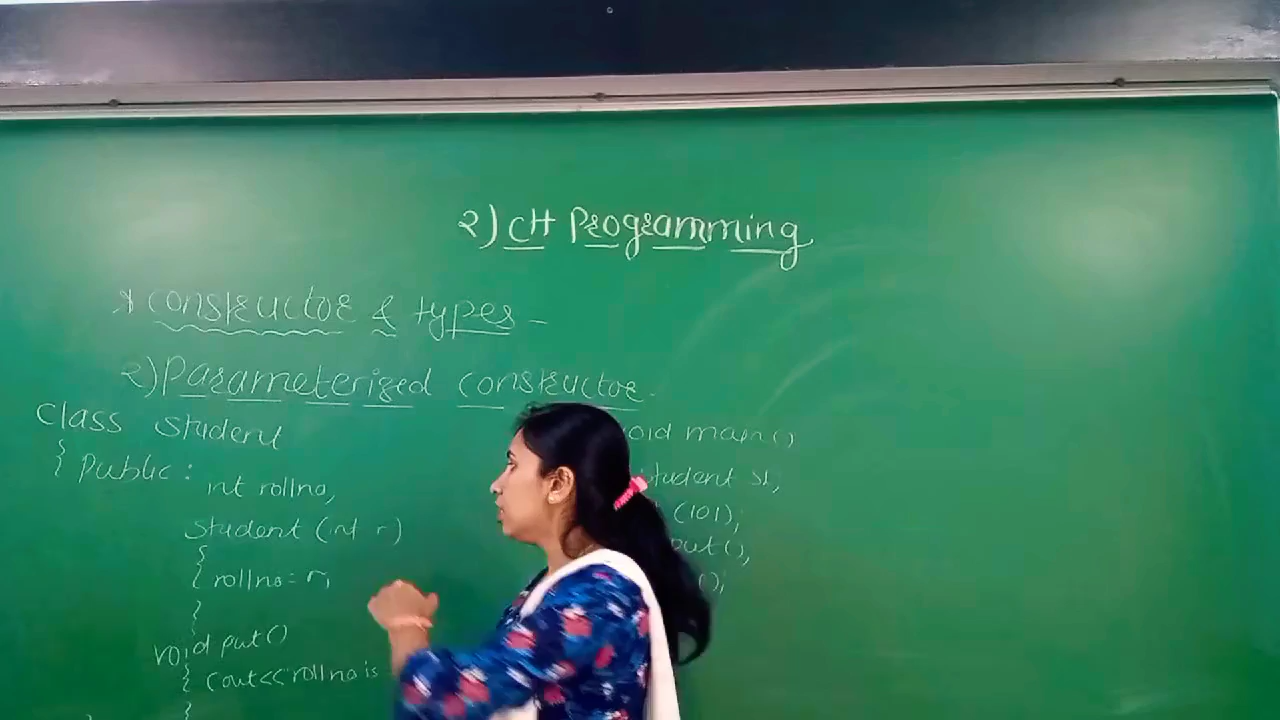 2) C++ Programming
* Constructor & types -
2) Parameterized constructor.
class student
{ public :
int rollno,
student (int r)
{
rollno = r,
}
void put()
{ cout<<"rollno is
}
void main()
student s1,
(101);
put(),
();